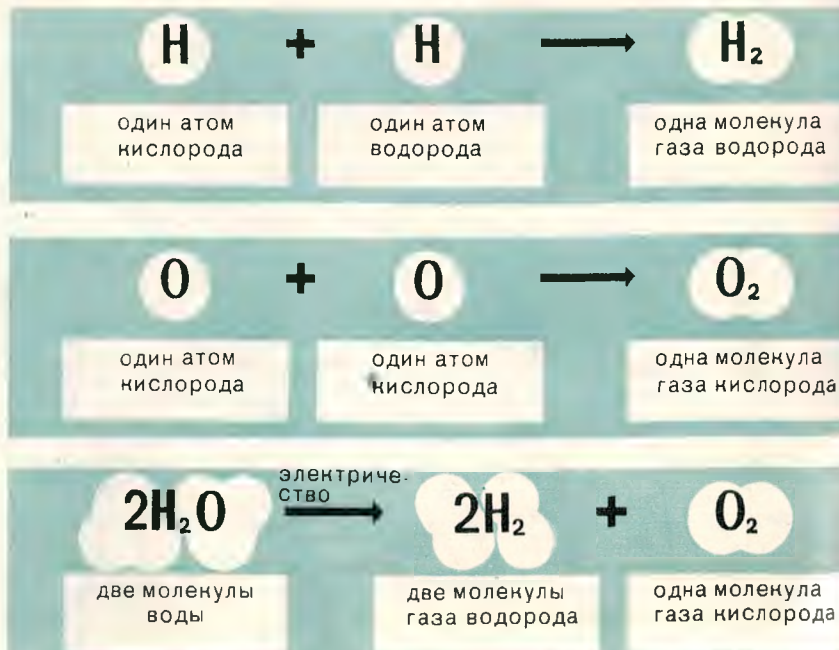 H + H → H₂
один атом один атом одна молекула
кислорода водорода газа водорода
O + O → O₂
один атом один атом одна молекула
кислорода кислорода газа кислорода
электриче-
ство
2H₂O → 2H₂ + O₂
две молекулы две молекулы одна молекула
воды газа водорода газа кислорода